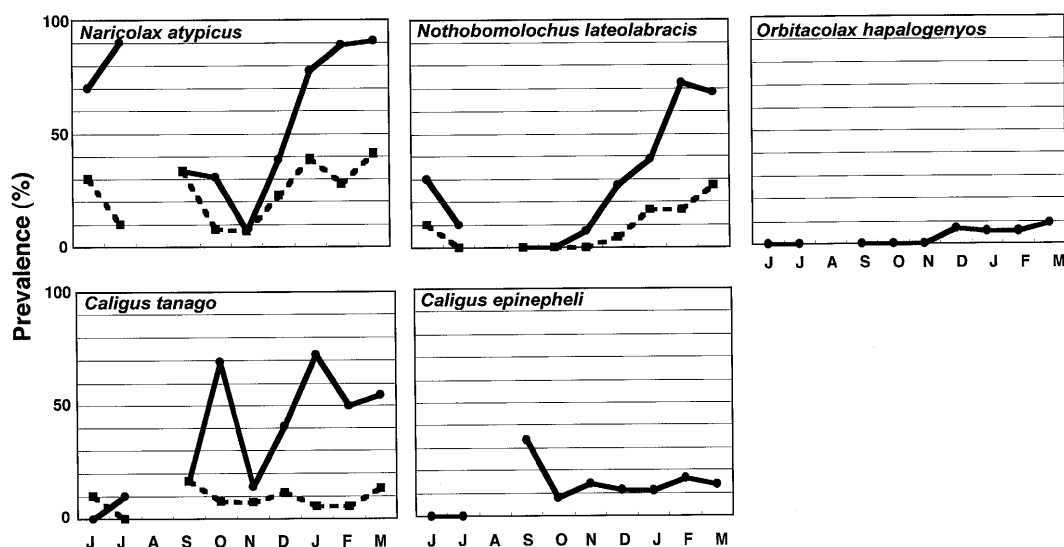 Prevalence (%)
100
50
0
Naricolax atypicus
Nothobomolochus lateolabracis
Orbitacolax hapalogenyos
J J A S O N D J F M
100
50
0
Caligus tanago
J J A S O N D J F M
Caligus epinepheli
J J A S O N D J F M